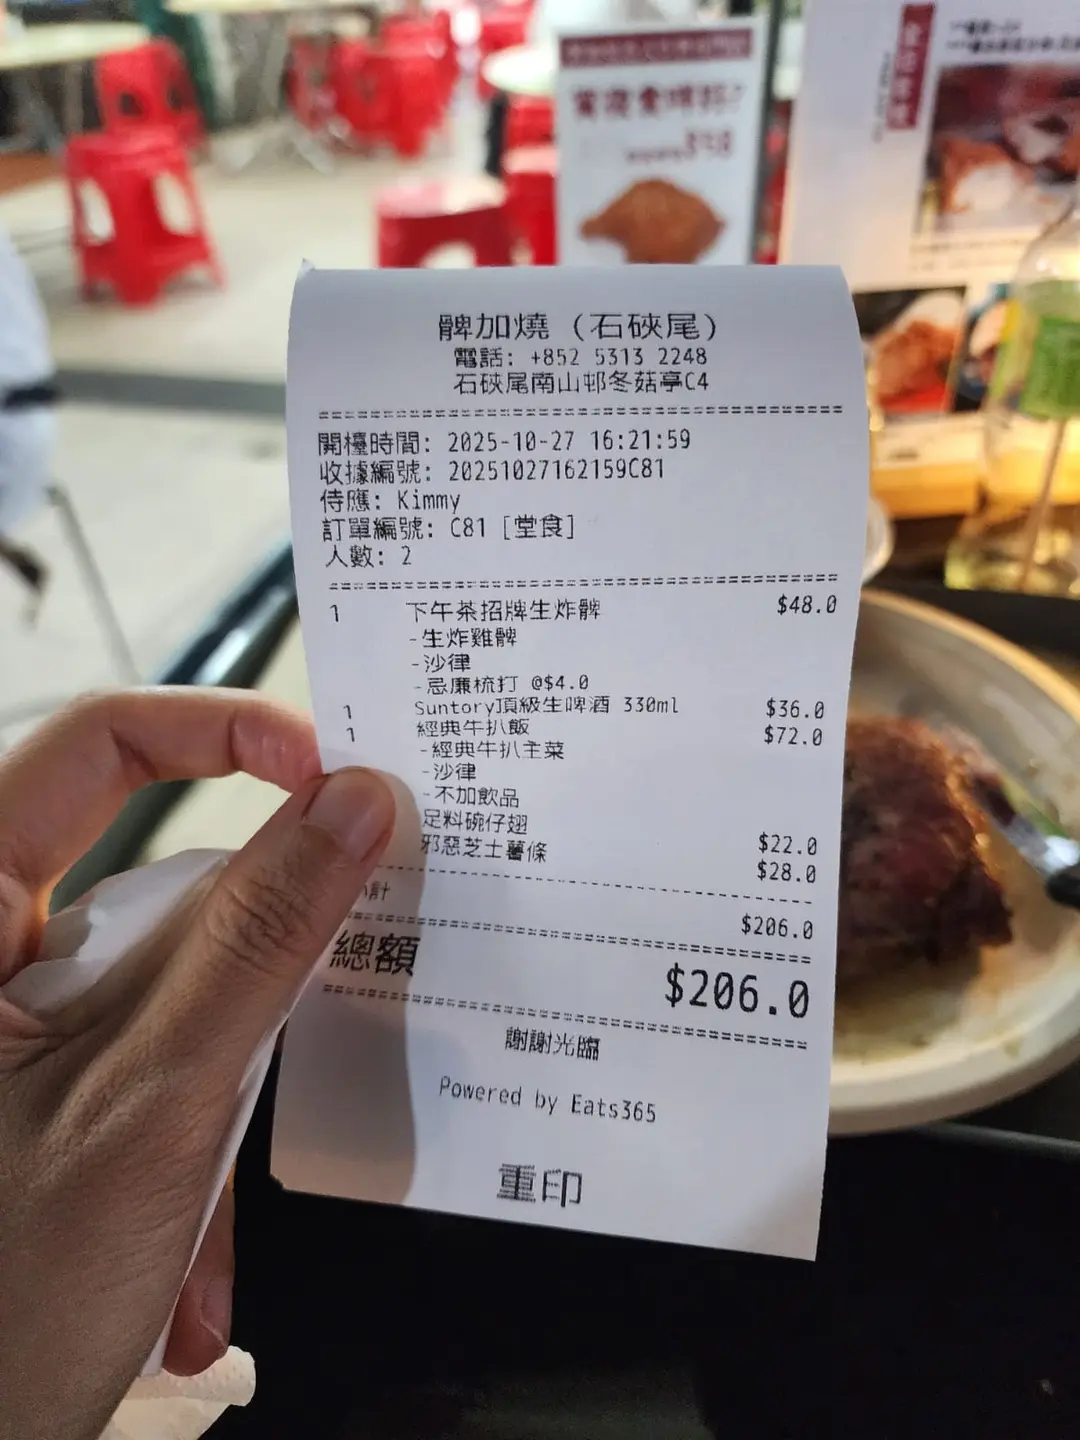 髀加燒 (石硤尾)
電話: +852 5313 2248
石硤尾南山邨冬菇亭C4
開檯時間: 2025-10-27 16:21:59
收據編號: 20251027162159C81
侍應: Kimmy
訂單編號: C81 [堂食]
人數: 2
1 下午茶招牌生炸髀 $48.0
-生炸雞髀
-沙律
-忌廉梳打 @$4.0
1 Suntory頂級生啤酒 330ml $36.0
1 經典牛扒飯 $72.0
-經典牛扒主菜
-沙律
-不加飲品
足料碗仔翅 $22.0
邪惡芝士薯條 $28.0
計 $206.0
總額 $206.0
謝謝光臨
Powered by Eats365
重印